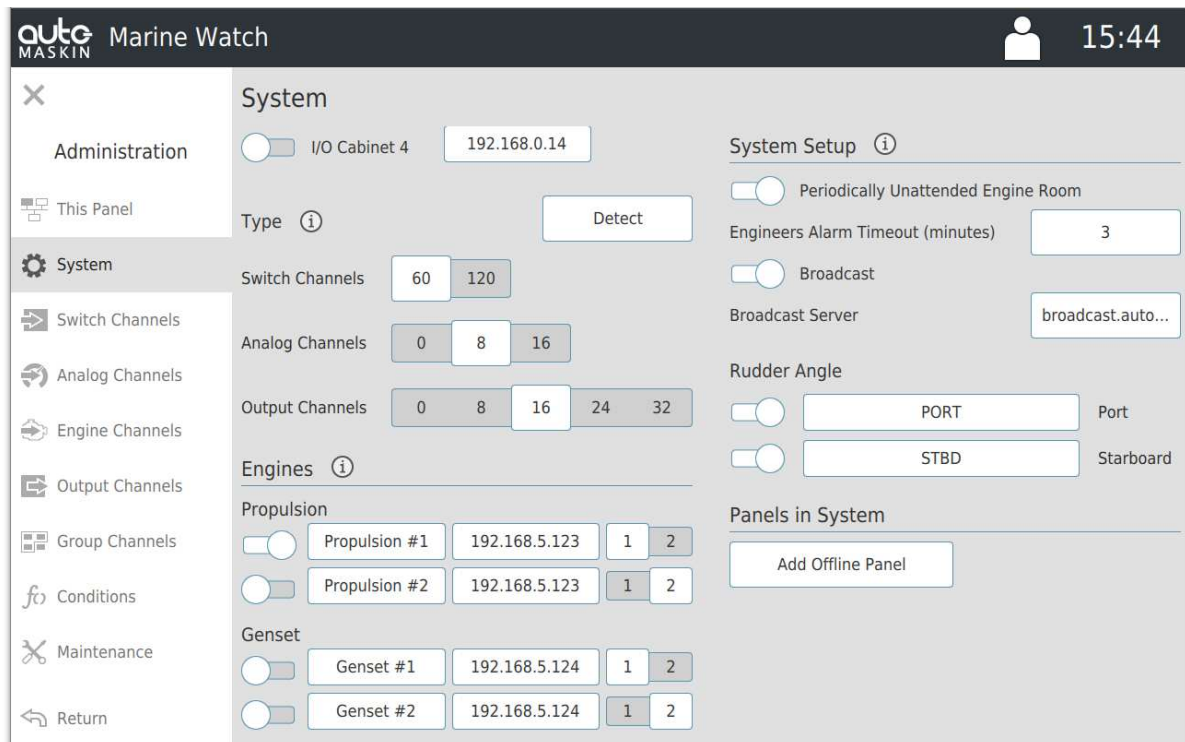 auto
MASKIN
Marine Watch
15:44
Administration
This Panel
System
Switch Channels
Analog Channels
Engine Channels
Output Channels
Group Channels
f() Conditions
Maintenance
Return
System
I/O Cabinet 4 192.168.0.14
Type i Detect
Switch Channels 60 120
Analog Channels 0 8 16
Output Channels 0 8 16 24 32
Engines i
Propulsion
Propulsion #1 192.168.5.123 1 2
Propulsion #2 192.168.5.123 1 2
Genset
Genset #1 192.168.5.124 1 2
Genset #2 192.168.5.124 1 2
System Setup i
Periodically Unattended Engine Room
Engineers Alarm Timeout (minutes) 3
Broadcast
Broadcast Server broadcast.auto...
Rudder Angle
PORT Port
STBD Starboard
Panels in System
Add Offline Panel